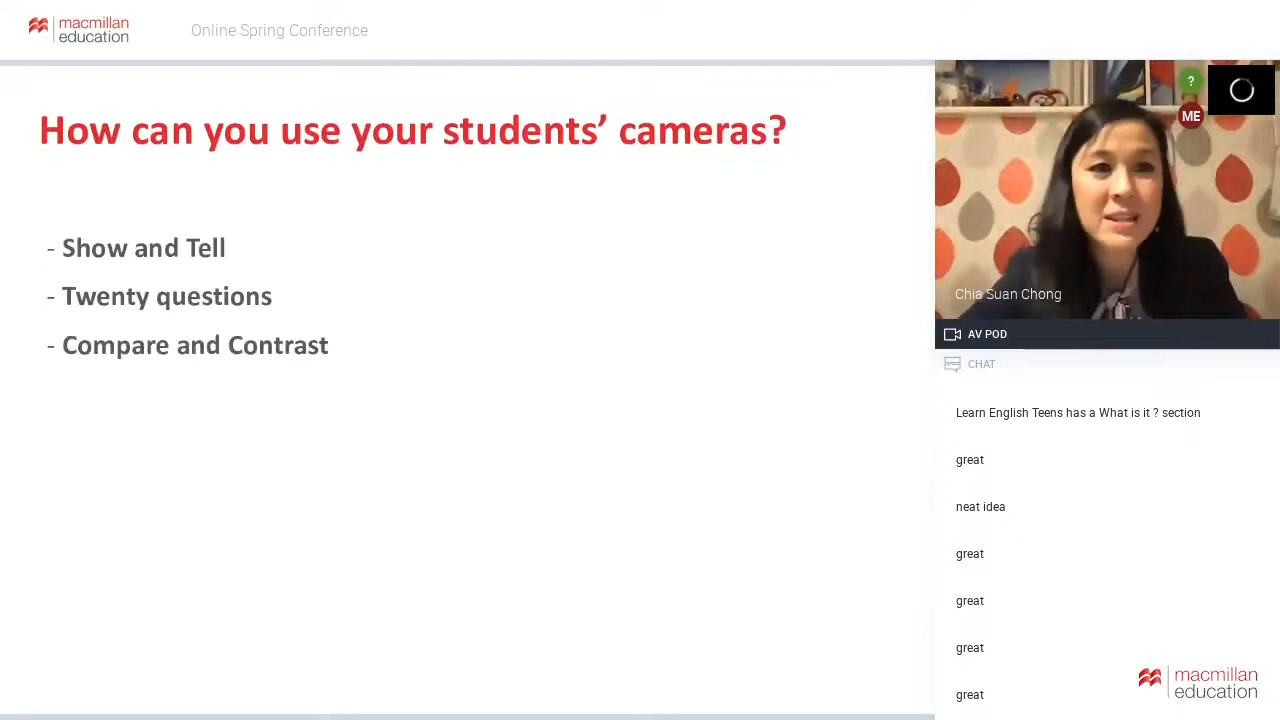 macmillan
education
Online Spring Conference
How can you use your students’ cameras?
- Show and Tell
- Twenty questions
- Compare and Contrast
?
ME
Chia Suan Chong
AV POD
CHAT
Learn English Teens has a What is it ? section
great
neat idea
great
great
great
great
macmillan
education